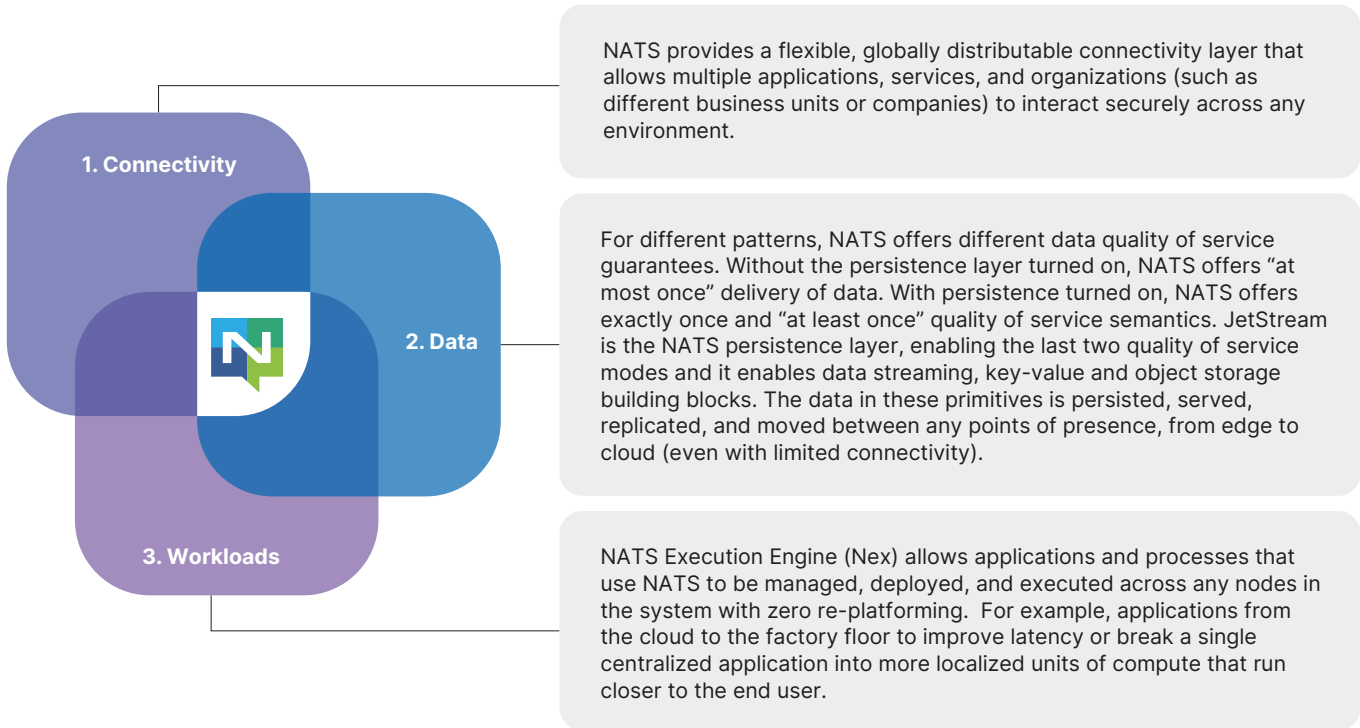 1. Connectivity
NATS provides a flexible, globally distributable connectivity layer that
allows multiple applications, services, and organizations (such as
different business units or companies) to interact securely across any
environment.
2. Data
For different patterns, NATS offers different data quality of service
guarantees. Without the persistence layer turned on, NATS offers “at
most once” delivery of data. With persistence turned on, NATS offers
exactly once and “at least once” quality of service semantics. JetStream
is the NATS persistence layer, enabling the last two quality of service
modes and it enables data streaming, key-value and object storage
building blocks. The data in these primitives is persisted, served,
replicated, and moved between any points of presence, from edge to
cloud (even with limited connectivity).
N
3. Workloads
NATS Execution Engine (Nex) allows applications and processes that
use NATS to be managed, deployed, and executed across any nodes in
the system with zero re-platforming.  For example, applications from
the cloud to the factory floor to improve latency or break a single
centralized application into more localized units of compute that run
closer to the end user.